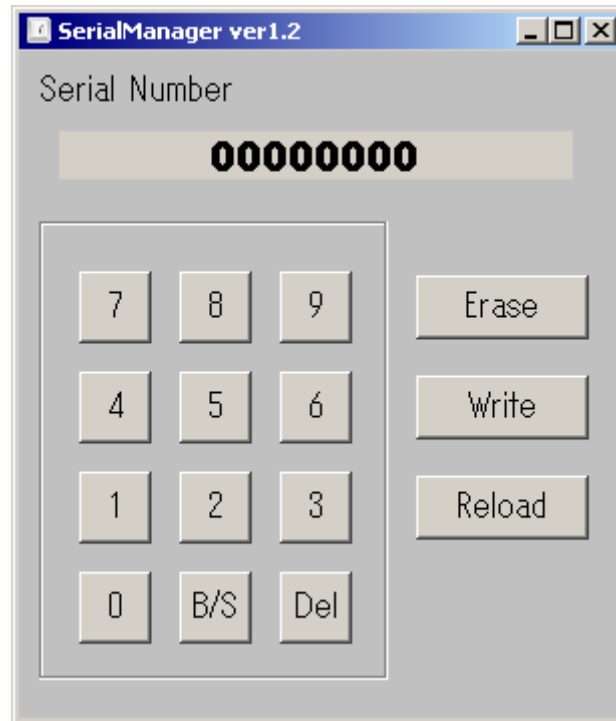 SerialManager ver1.2
Serial Number
00000000
7 8 9 Erase
4 5 6 Write
1 2 3 Reload
0 B/S Del